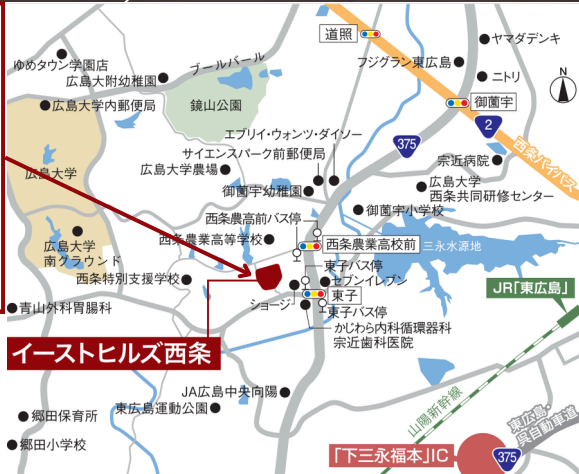 道照
ヤマダデンキ
ゆめタウン学園店
ブールバール
フジグラン東広島
広島大附幼稚園
ニトリ
N
広島大学内郵便局
鏡山公園
御薗宇
エブリイ・ウォンツ・ダイソー
2
375
西条バイパス
サイエンスパーク前郵便局
宗近病院
広島大学
広島大学農場
御薗宇幼稚園
広島大学
西条共同研修センター
西条農高前バス停
御薗宇小学校
広島大学
南グラウンド
西条農業高等学校
西条農業高校前
三永水源地
東子バス停
西条特別支援学校
セブンイレブン
JR「東広島」
ショージ
東子
青山外科胃腸科
東子バス停
かじわら内科循環器科
宗近歯科医院
イーストヒルズ西条
山陽新幹線
JA広島中央向陽
東広島運動公園
東広島・
呉自動車道
郷田保育所
郷田小学校
「下三永福本」IC
375